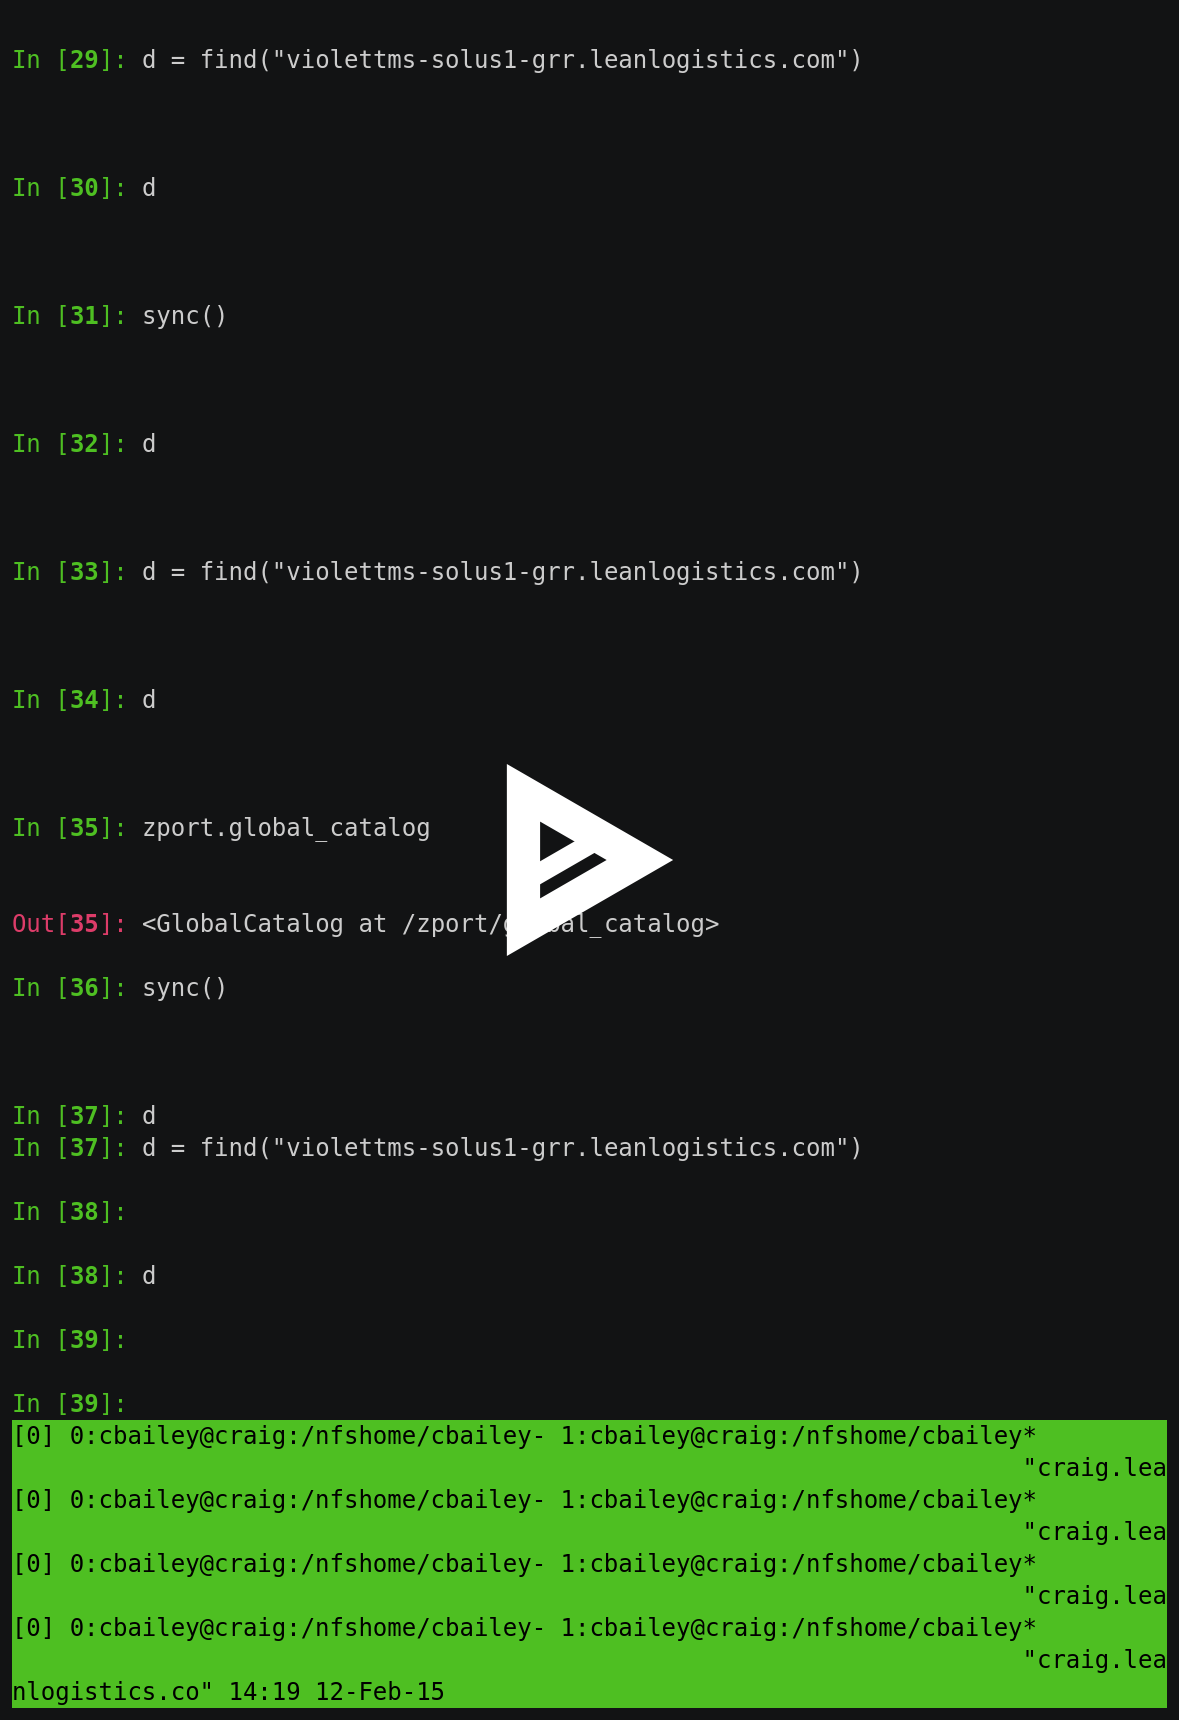 In [29]: d = find("violettms-solus1-grr.leanlogistics.com")
In [30]: d
In [31]: sync()
In [32]: d
In [33]: d = find("violettms-solus1-grr.leanlogistics.com")
In [34]: d
In [35]: zport.global_catalog
Out[35]: <GlobalCatalog at /zport/global_catalog>
In [36]: sync()
In [37]: d
In [37]: d = find("violettms-solus1-grr.leanlogistics.com")
In [38]:
In [38]: d
In [39]:
In [39]:
[0] 0:cbailey@craig:/nfshome/cbailey- 1:cbailey@craig:/nfshome/cbailey*
"craig.lea
[0] 0:cbailey@craig:/nfshome/cbailey- 1:cbailey@craig:/nfshome/cbailey*
"craig.lea
[0] 0:cbailey@craig:/nfshome/cbailey- 1:cbailey@craig:/nfshome/cbailey*
"craig.lea
[0] 0:cbailey@craig:/nfshome/cbailey- 1:cbailey@craig:/nfshome/cbailey*
"craig.lea
nlogistics.co" 14:19 12-Feb-15